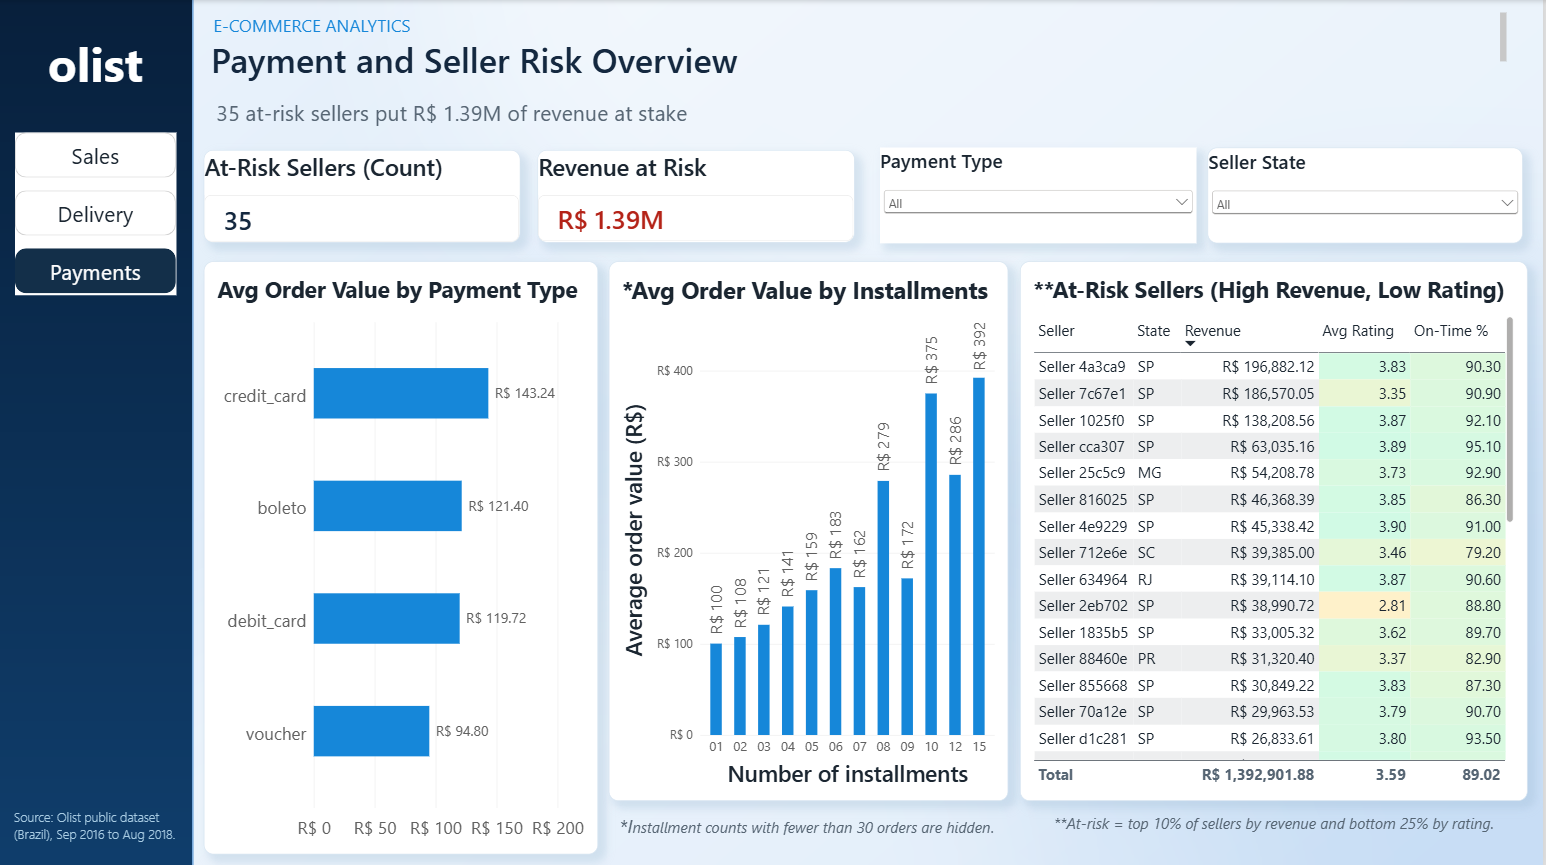 olist
Sales
Delivery
Payments
Source: Olist public dataset
(Brazil), Sep 2016 to Aug 2018.
E-COMMERCE ANALYTICS
Payment and Seller Risk Overview
35 at-risk sellers put R$ 1.39M of revenue at stake
At-Risk Sellers (Count)
35
Revenue at Risk
R$ 1.39M
Payment Type
All
Seller State
All
Avg Order Value by Payment Type
credit_card R$ 143.24
boleto R$ 121.40
debit_card R$ 119.72
voucher R$ 94.80
R$ 0 R$ 50 R$ 100 R$ 150 R$ 200
*Avg Order Value by Installments
Average order value (R$)
R$ 400
R$ 300
R$ 200
R$ 100
R$ 0
R$ 100 R$ 108 R$ 121 R$ 141 R$ 159 R$ 183 R$ 162 R$ 279 R$ 172 R$ 375 R$ 286 R$ 392
01 02 03 04 05 06 07 08 09 10 12 15
Number of installments
*Installment counts with fewer than 30 orders are hidden.
**At-Risk Sellers (High Revenue, Low Rating)
Seller State Revenue Avg Rating On-Time %
Seller 4a3ca9 SP R$ 196,882.12 3.83 90.30
Seller 7c67e1 SP R$ 186,570.05 3.35 90.90
Seller 1025f0 SP R$ 138,208.56 3.87 92.10
Seller cca307 SP R$ 63,035.16 3.89 95.10
Seller 25c5c9 MG R$ 54,208.78 3.73 92.90
Seller 816025 SP R$ 46,368.39 3.85 86.30
Seller 4e9229 SP R$ 45,338.42 3.90 91.00
Seller 712e6e SC R$ 39,385.00 3.46 79.20
Seller 634964 RJ R$ 39,114.10 3.87 90.60
Seller 2eb702 SP R$ 38,990.72 2.81 88.80
Seller 1835b5 SP R$ 33,005.32 3.62 89.70
Seller 88460e PR R$ 31,320.40 3.37 82.90
Seller 855668 SP R$ 30,849.22 3.83 87.30
Seller 70a12e SP R$ 29,963.53 3.79 90.70
Seller d1c281 SP R$ 26,833.61 3.80 93.50
Total R$ 1,392,901.88 3.59 89.02
**At-risk = top 10% of sellers by revenue and bottom 25% by rating.